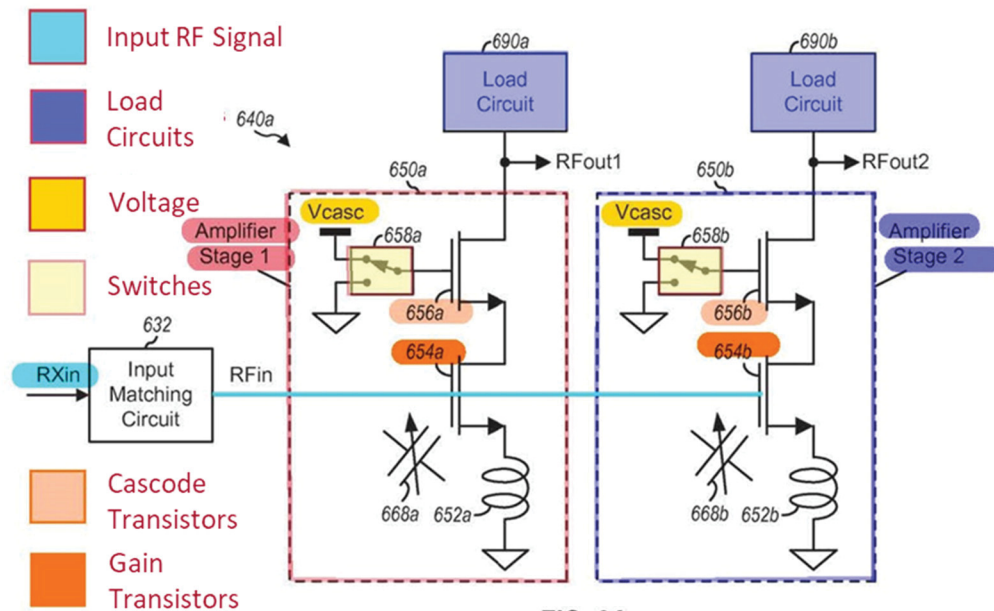 Input RF Signal
Load
Circuits
Voltage
Switches
Cascode
Transistors
Gain
Transistors
640a
690a
Load
Circuit
RFout1
650a
Vcasc
658a
Amplifier
Stage 1
656a
654a
632
RXin
Input
Matching
Circuit
RFin
668a
652a
690b
Load
Circuit
RFout2
650b
Vcasc
658b
Amplifier
Stage 2
656b
654b
668b
652b